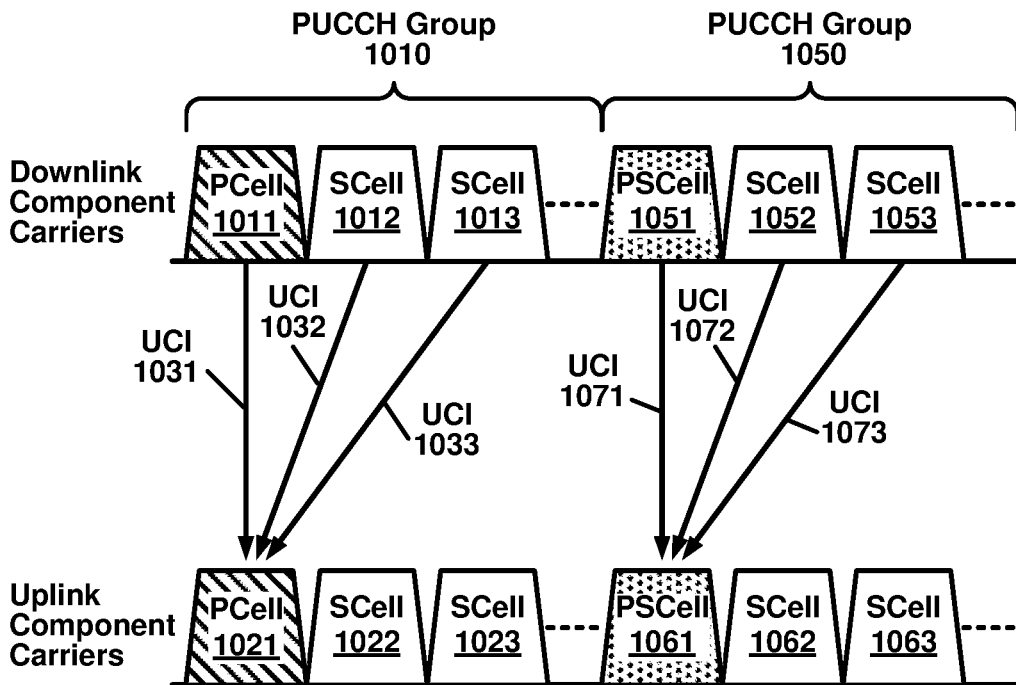 PUCCH Group
1010
PUCCH Group
1050
Downlink
Component
Carriers
PCell
1011
SCell
1012
SCell
1013
PSCell
1051
SCell
1052
SCell
1053
UCI
1031
UCI
1032
UCI
1033
UCI
1071
UCI
1072
UCI
1073
Uplink
Component
Carriers
PCell
1021
SCell
1022
SCell
1023
PSCell
1061
SCell
1062
SCell
1063